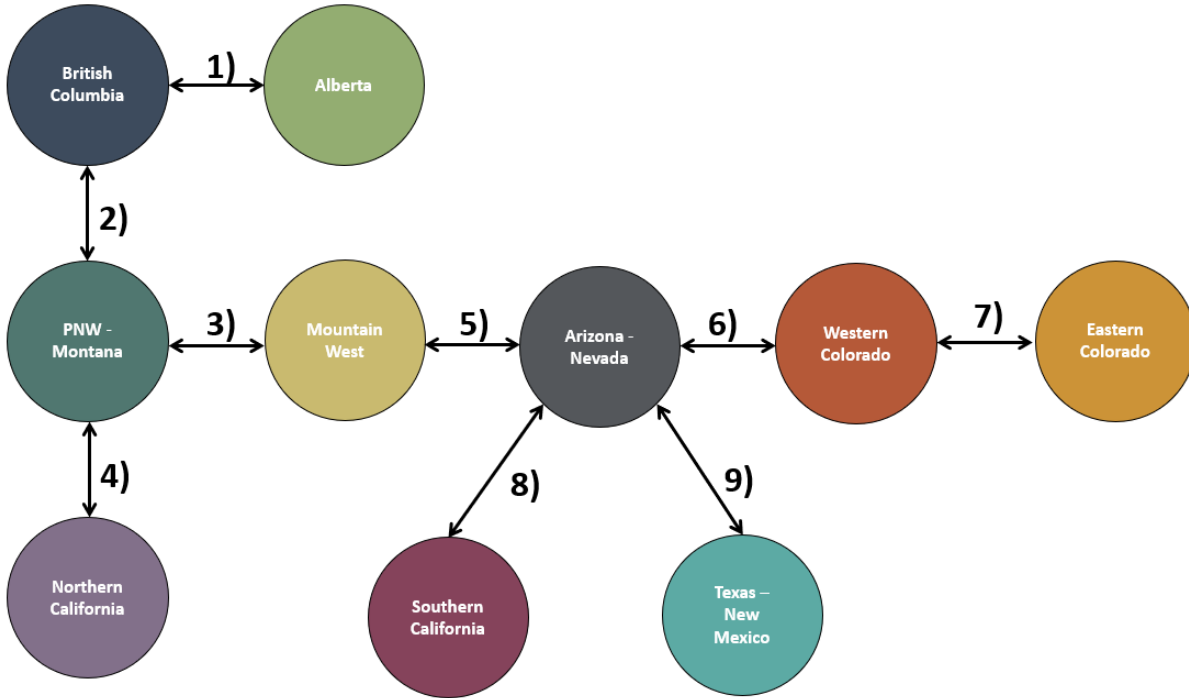 British
Columbia
1)
Alberta
2)
PNW -
Montana
3)
Mountain
West
5)
Arizona -
Nevada
6)
Western
Colorado
7)
Eastern
Colorado
4)
8)
9)
Northern
California
Southern
California
Texas –
New
Mexico